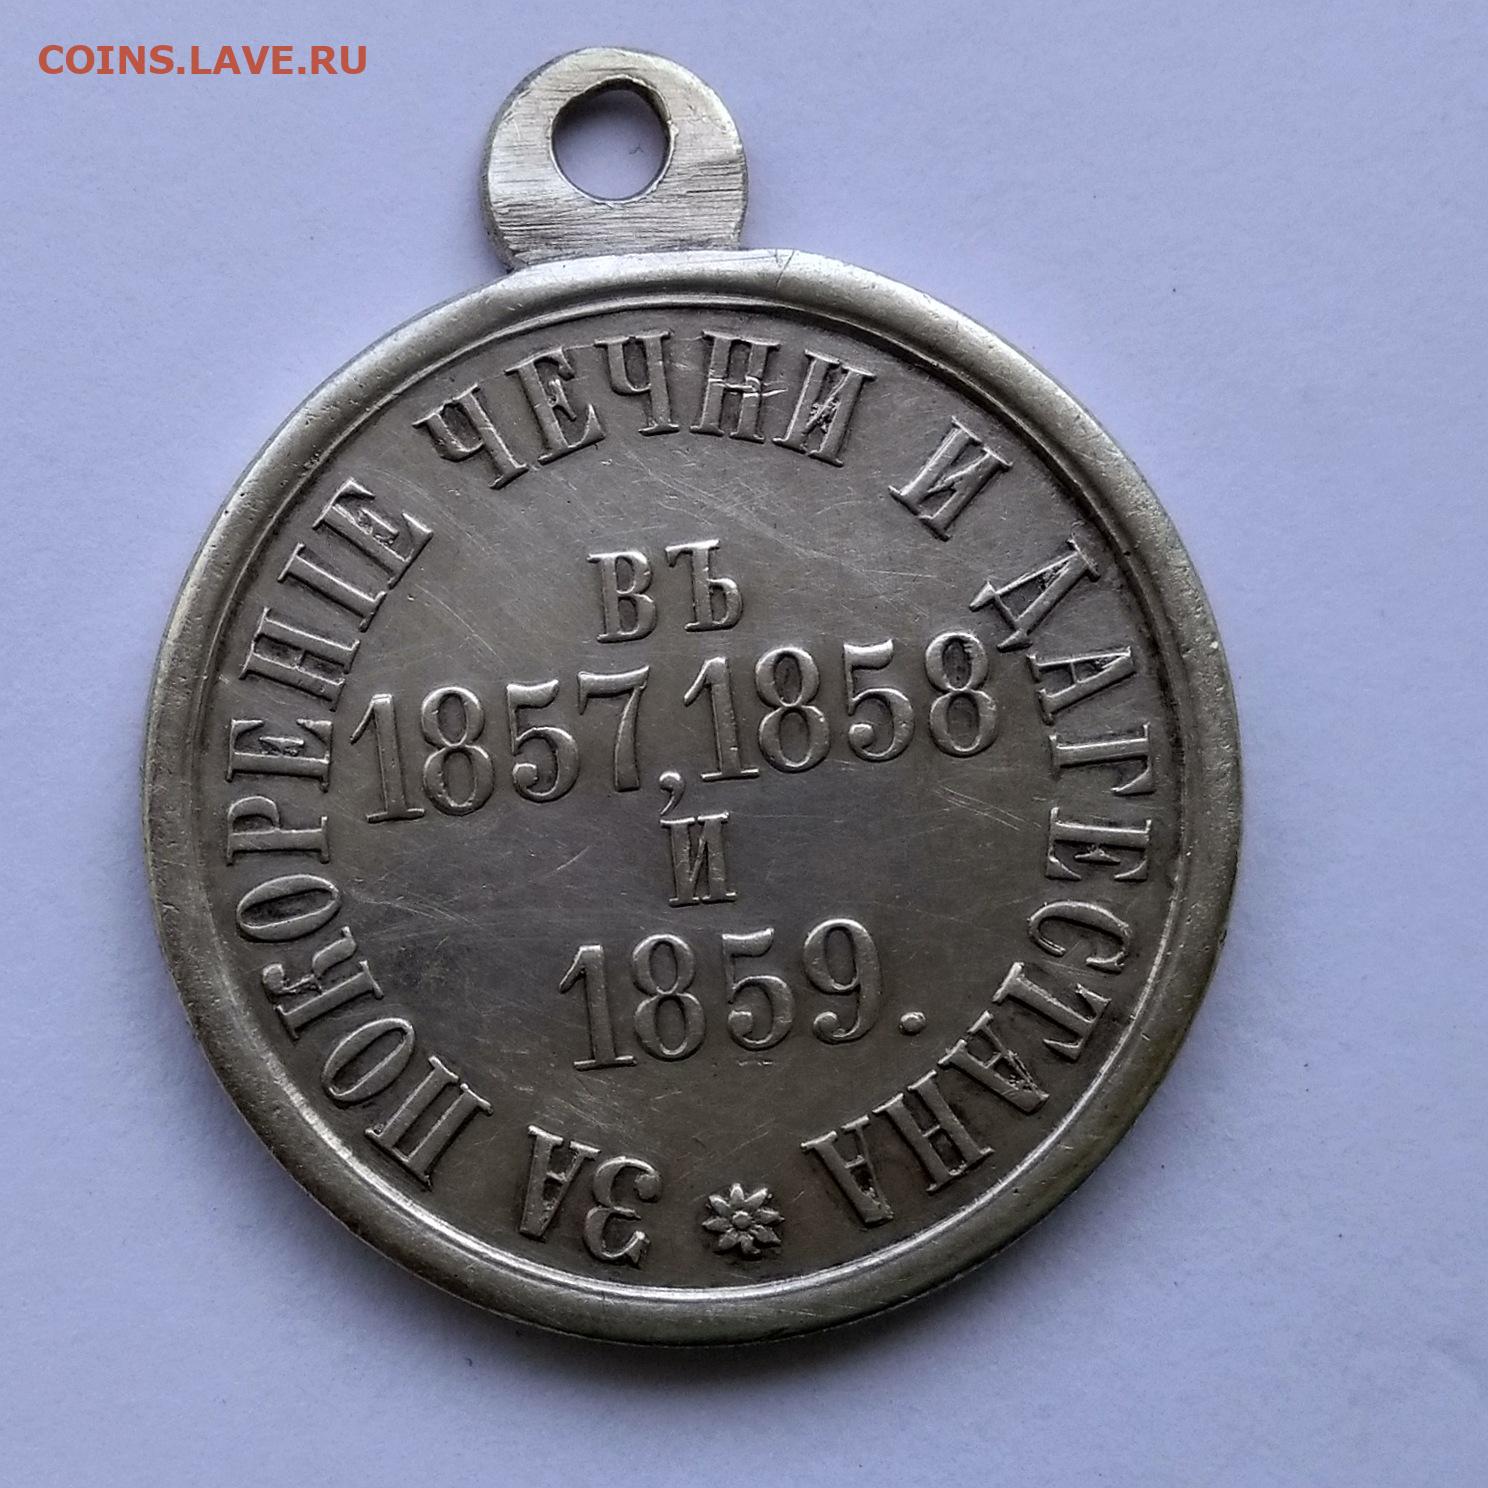 COINS.LAVE.RU
ЗА ПОКОРЕНІЕ ЧЕЧНИ И ДАГЕСТАНА
ВЪ
1857, 1858
И
1859.